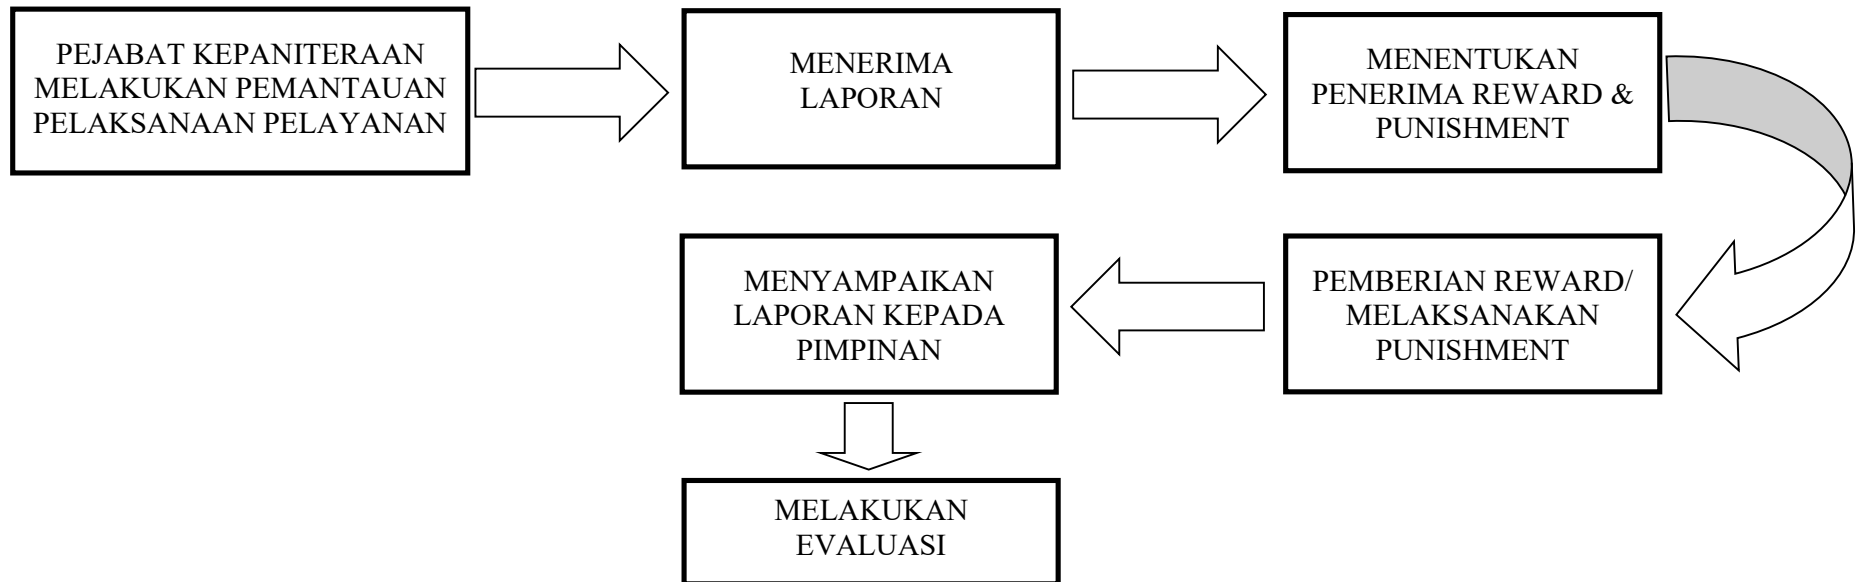 PEJABAT KEPANITERAAN
MELAKUKAN PEMANTAUAN
PELAKSANAAN PELAYANAN
MENERIMA
LAPORAN
MENENTUKAN
PENERIMA REWARD &
PUNISHMENT
PEMBERIAN REWARD/
MELAKSANAKAN
PUNISHMENT
MENYAMPAIKAN
LAPORAN KEPADA
PIMPINAN
MELAKUKAN
EVALUASI